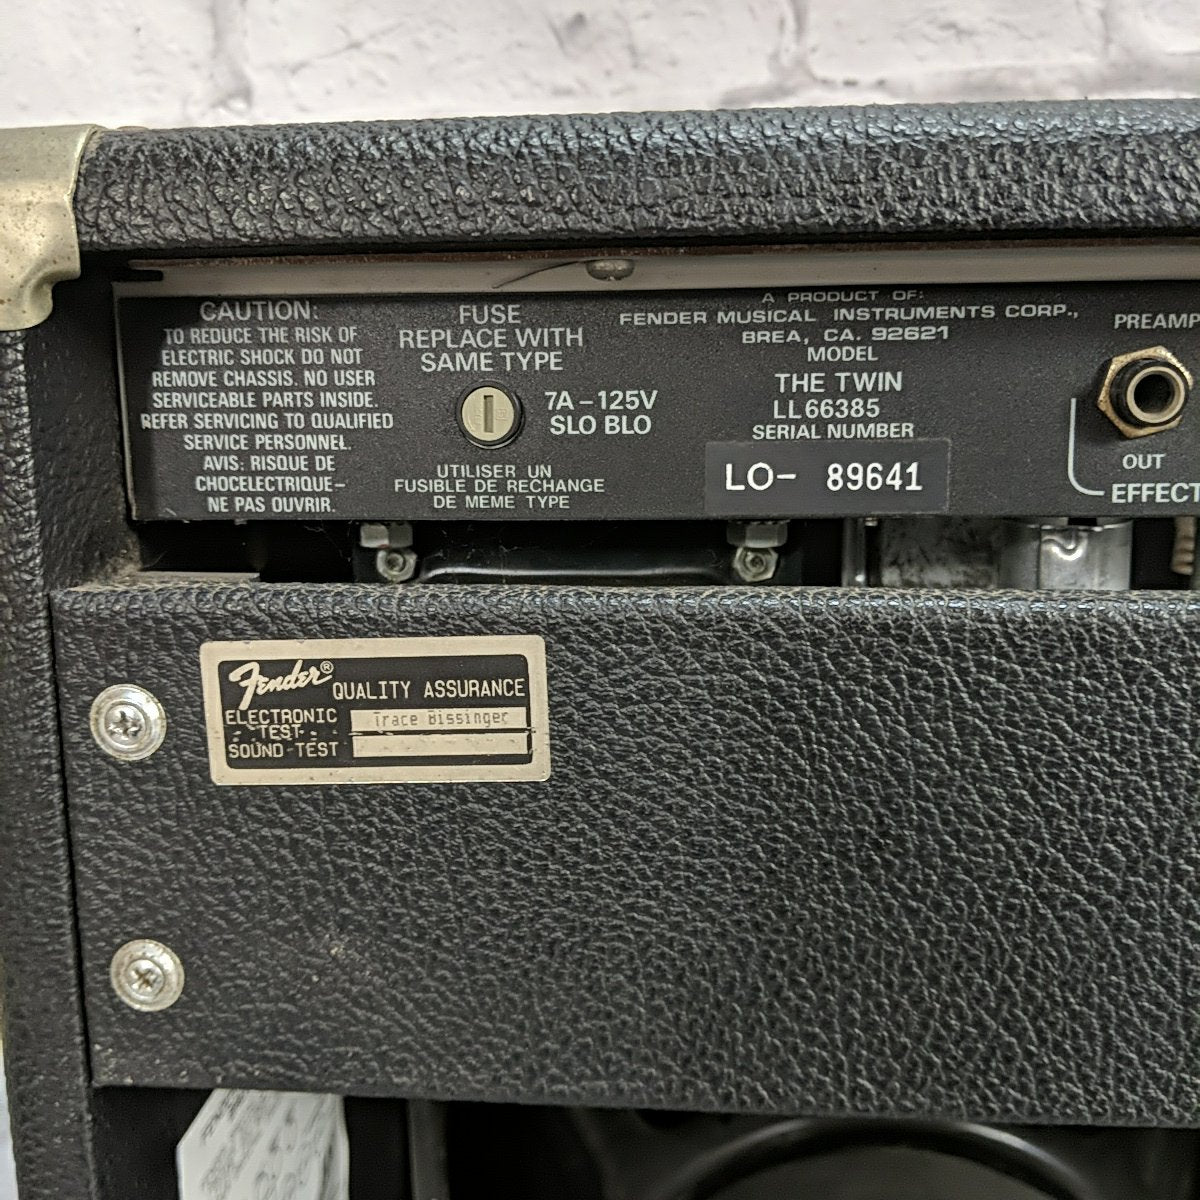 CAUTION:
TO REDUCE THE RISK OF
ELECTRIC SHOCK DO NOT
REMOVE CHASSIS. NO USER
SERVICEABLE PARTS INSIDE.
REFER SERVICING TO QUALIFIED
SERVICE PERSONNEL.
AVIS: RISQUE DE
CHOCELECTRIQUE-
NE PAS OUVRIR.
FUSE
REPLACE WITH
SAME TYPE
7A-125V
SLO BLO
UTILISER UN
FUSIBLE DE RECHANGE
DE MEME TYPE
A PRODUCT OF:
FENDER MUSICAL INSTRUMENTS CORP.,
BREA, CA. 92621
MODEL
THE TWIN
LL66385
SERIAL NUMBER
LO- 89641
PREAMP
OUT
EFFECT
Fender®
QUALITY ASSURANCE
ELECTRONIC
TEST
Trace Bissinger
SOUND TEST